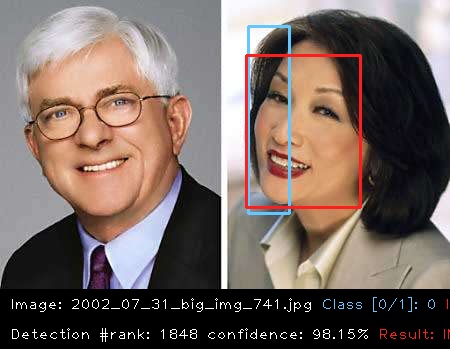 Image: 2002_07_31_big_img_741.jpg Class [0/1]: 0
Detection #rank: 1848 confidence: 98.15% Result: